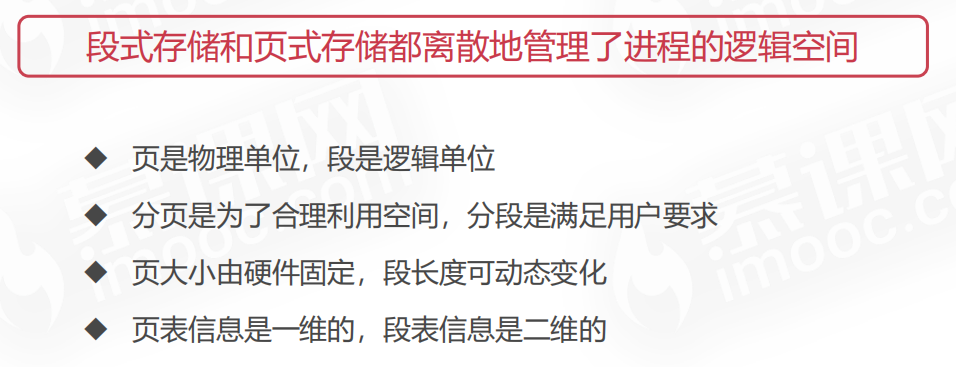 段式存储和页式存储都离散地管理了进程的逻辑空间
◆ 页是物理单位，段是逻辑单位
◆ 分页是为了合理利用空间，分段是满足用户要求
◆ 页大小由硬件固定，段长度可动态变化
◆ 页表信息是一维的，段表信息是二维的
慕课网
imooc.com
慕课网
imooc.c